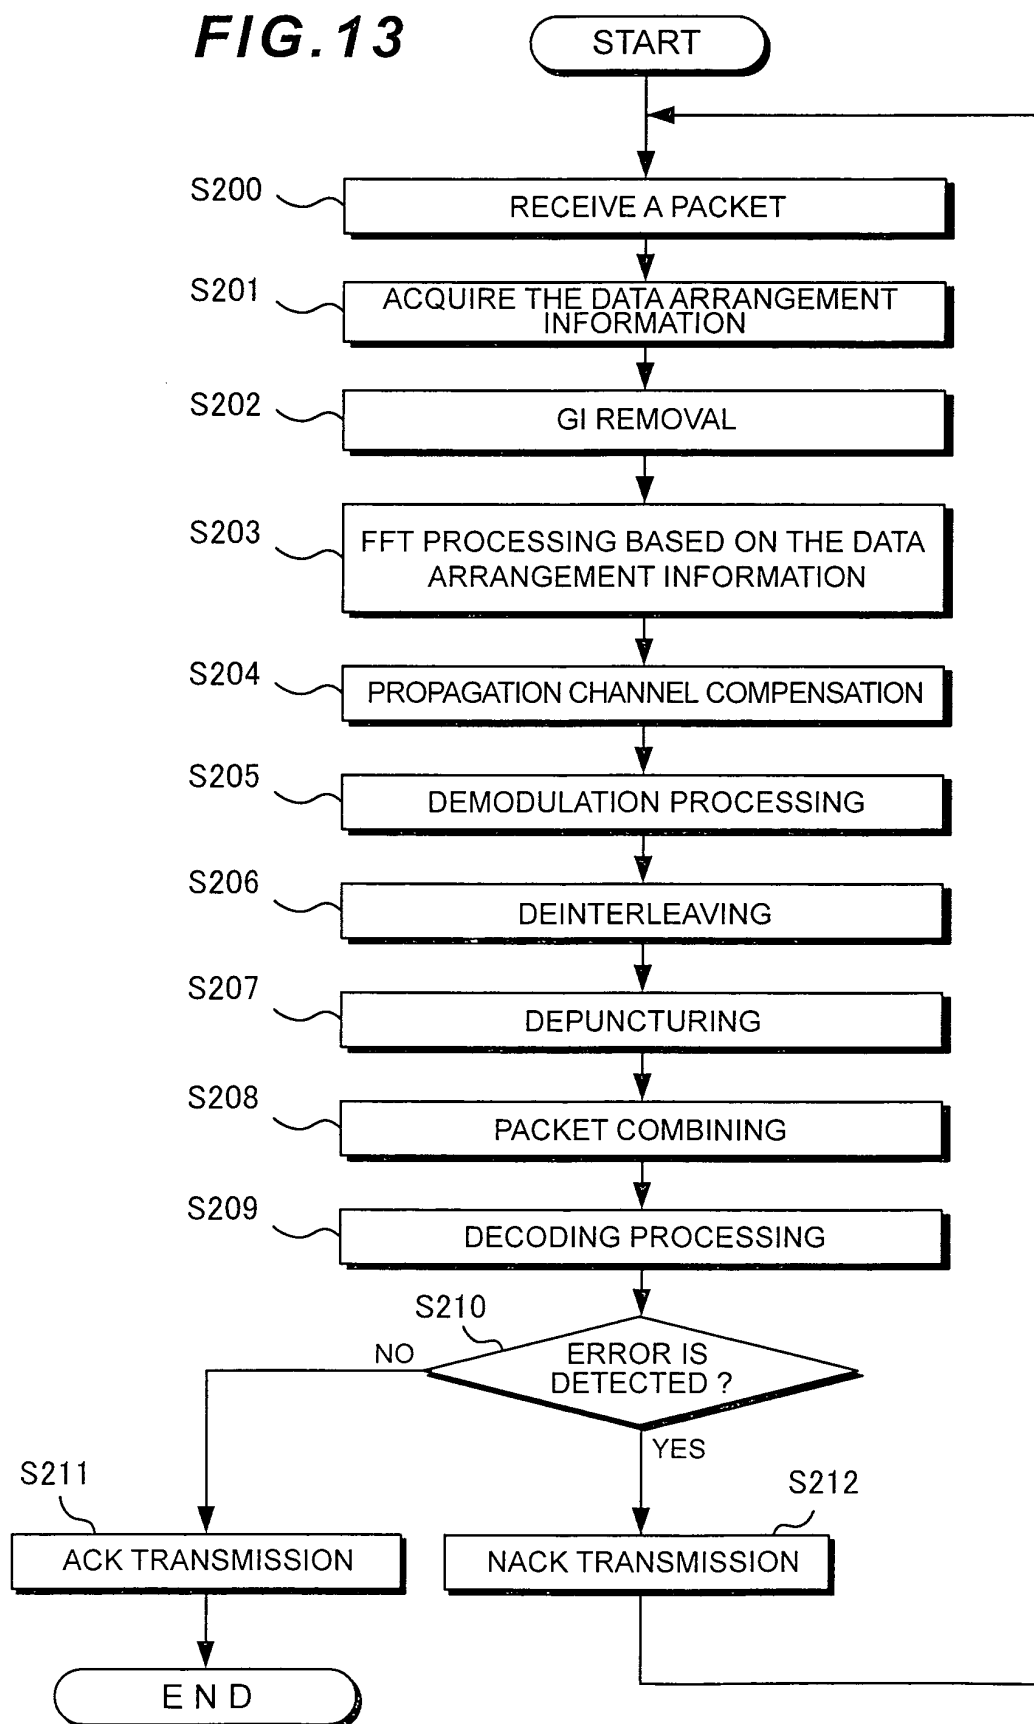 FIG.13
START
S200
RECEIVE A PACKET
S201
ACQUIRE THE DATA ARRANGEMENT
INFORMATION
S202
GI REMOVAL
S203
FFT PROCESSING BASED ON THE DATA
ARRANGEMENT INFORMATION
S204
PROPAGATION CHANNEL COMPENSATION
S205
DEMODULATION PROCESSING
S206
DEINTERLEAVING
S207
DEPUNCTURING
S208
PACKET COMBINING
S209
DECODING PROCESSING
S210
ERROR IS
DETECTED ?
NO
YES
S211
ACK TRANSMISSION
S212
NACK TRANSMISSION
END